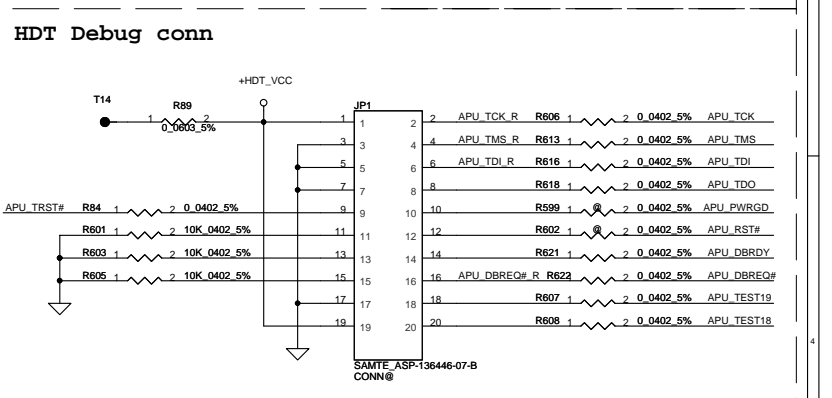 HDT Debug conn
+HDT_VCC
T14
R89
1 2
0_0603_5%
JP1
1 1 2 2 APU_TCK_R R606 1 2 0_0402_5% APU_TCK
3 3 4 4 APU_TMS_R R613 1 2 0_0402_5% APU_TMS
5 5 6 6 APU_TDI_R R616 1 2 0_0402_5% APU_TDI
7 7 8 8 R618 1 2 0_0402_5% APU_TDO
APU_TRST# R84 1 2 0_0402_5% 9 9 10 10 R599 1 @ 2 0_0402_5% APU_PWRGD
R601 1 2 10K_0402_5% 11 11 12 12 R602 1 @ 2 0_0402_5% APU_RST#
R603 1 2 10K_0402_5% 13 13 14 14 R621 1 2 0_0402_5% APU_DBRDY
R605 1 2 10K_0402_5% 15 15 16 16 APU_DBREQ#_R R622 1 2 0_0402_5% APU_DBREQ#
17 17 18 18 R607 1 2 0_0402_5% APU_TEST19
19 19 20 20 R608 1 2 0_0402_5% APU_TEST18
SAMTE_ASP-136446-07-B
CONN@
4